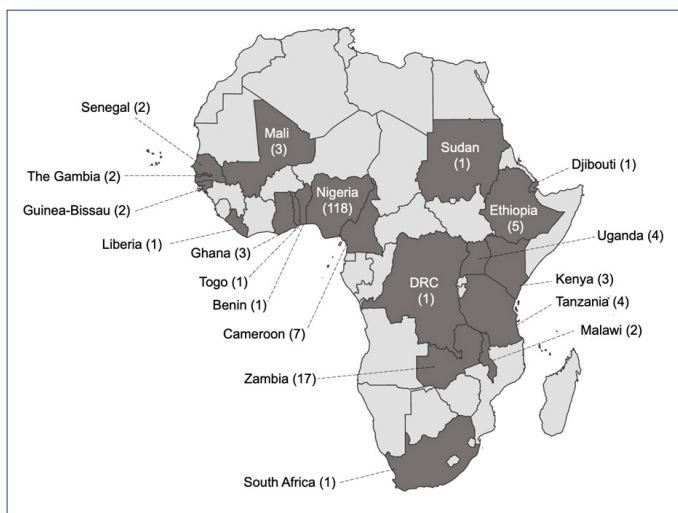 Senegal (2)
Mali
(3)
Sudan
(1)
Djibouti (1)
The Gambia (2)
Nigeria
(118)
Ethiopia
(5)
Guinea-Bissau (2)
Uganda (4)
Liberia (1)
Ghana (3)
Togo (1)
DRC
(1)
Kenya (3)
Benin (1)
Tanzania (4)
Cameroon (7)
Malawi (2)
Zambia (17)
South Africa (1)